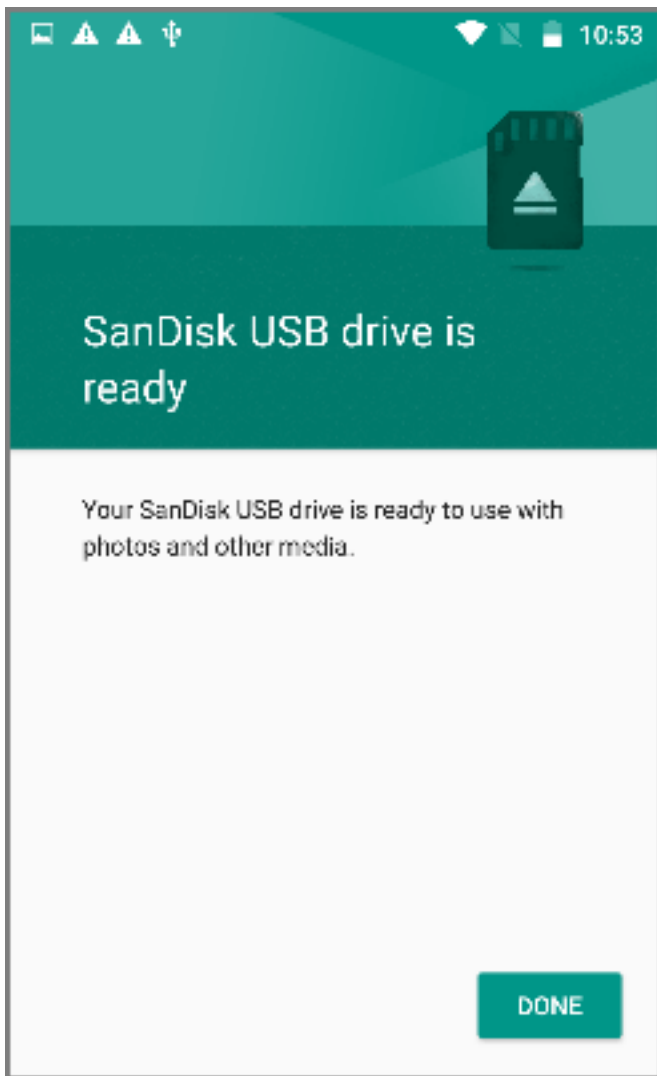 10:53
SanDisk USB drive is
ready
Your SanDisk USB drive is ready to use with
photos and other media.
DONE